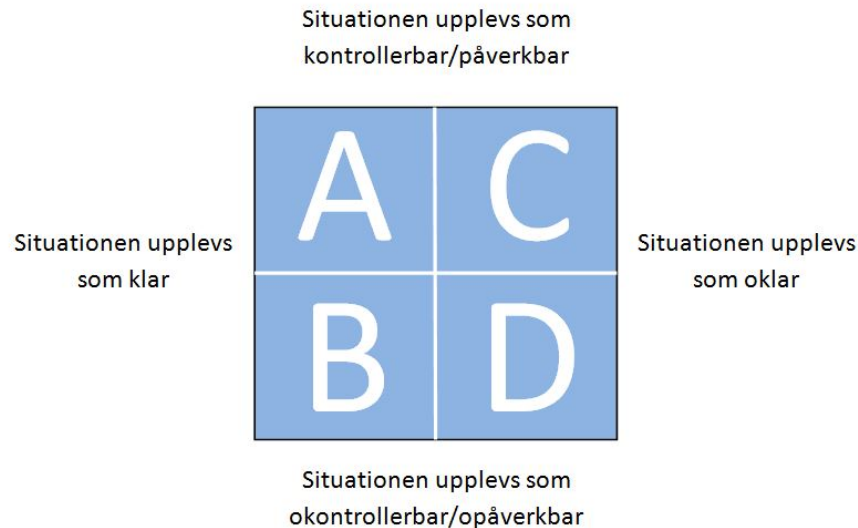 Situationen upplevs som
kontrollerbar/påverkbar
A C
Situationen upplevs
som klar
Situationen upplevs
som oklar
B D
Situationen upplevs som
okontrollerbar/opåverkbar